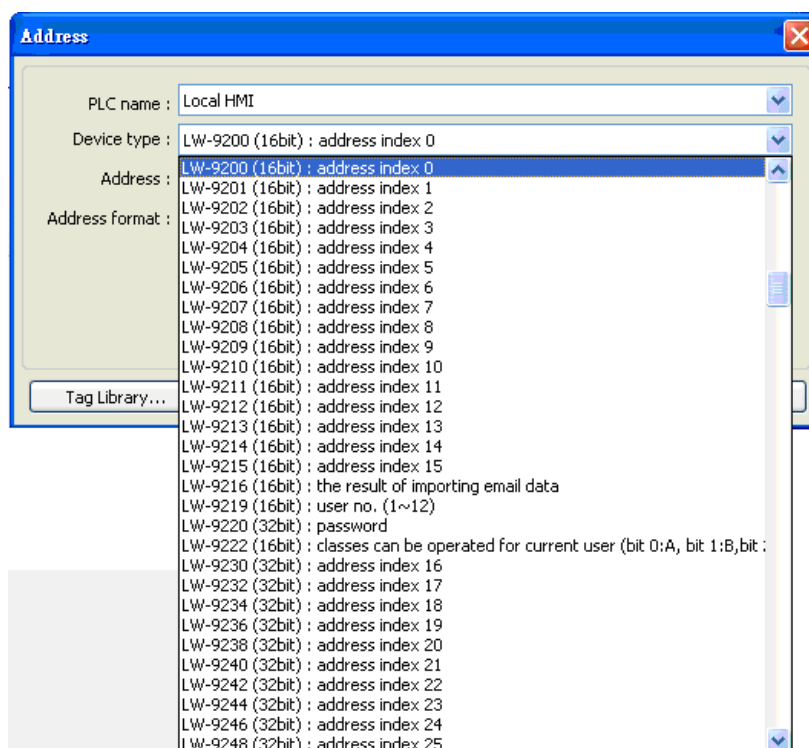 Address
PLC name : Local HMI
Device type : LW-9200 (16bit) : address index 0
Address :
Address format :
LW-9200 (16bit) : address index 0
LW-9201 (16bit) : address index 1
LW-9202 (16bit) : address index 2
LW-9203 (16bit) : address index 3
LW-9204 (16bit) : address index 4
LW-9205 (16bit) : address index 5
LW-9206 (16bit) : address index 6
LW-9207 (16bit) : address index 7
LW-9208 (16bit) : address index 8
LW-9209 (16bit) : address index 9
LW-9210 (16bit) : address index 10
LW-9211 (16bit) : address index 11
LW-9212 (16bit) : address index 12
LW-9213 (16bit) : address index 13
LW-9214 (16bit) : address index 14
LW-9215 (16bit) : address index 15
LW-9216 (16bit) : the result of importing email data
LW-9219 (16bit) : user no. (1~12)
LW-9220 (32bit) : password
LW-9222 (16bit) : classes can be operated for current user (bit 0:A, bit 1:B,bit
LW-9230 (32bit) : address index 16
LW-9232 (32bit) : address index 17
LW-9234 (32bit) : address index 18
LW-9236 (32bit) : address index 19
LW-9238 (32bit) : address index 20
LW-9240 (32bit) : address index 21
LW-9242 (32bit) : address index 22
LW-9244 (32bit) : address index 23
LW-9246 (32bit) : address index 24
LW-9248 (32bit) : address index 25
Tag Library...